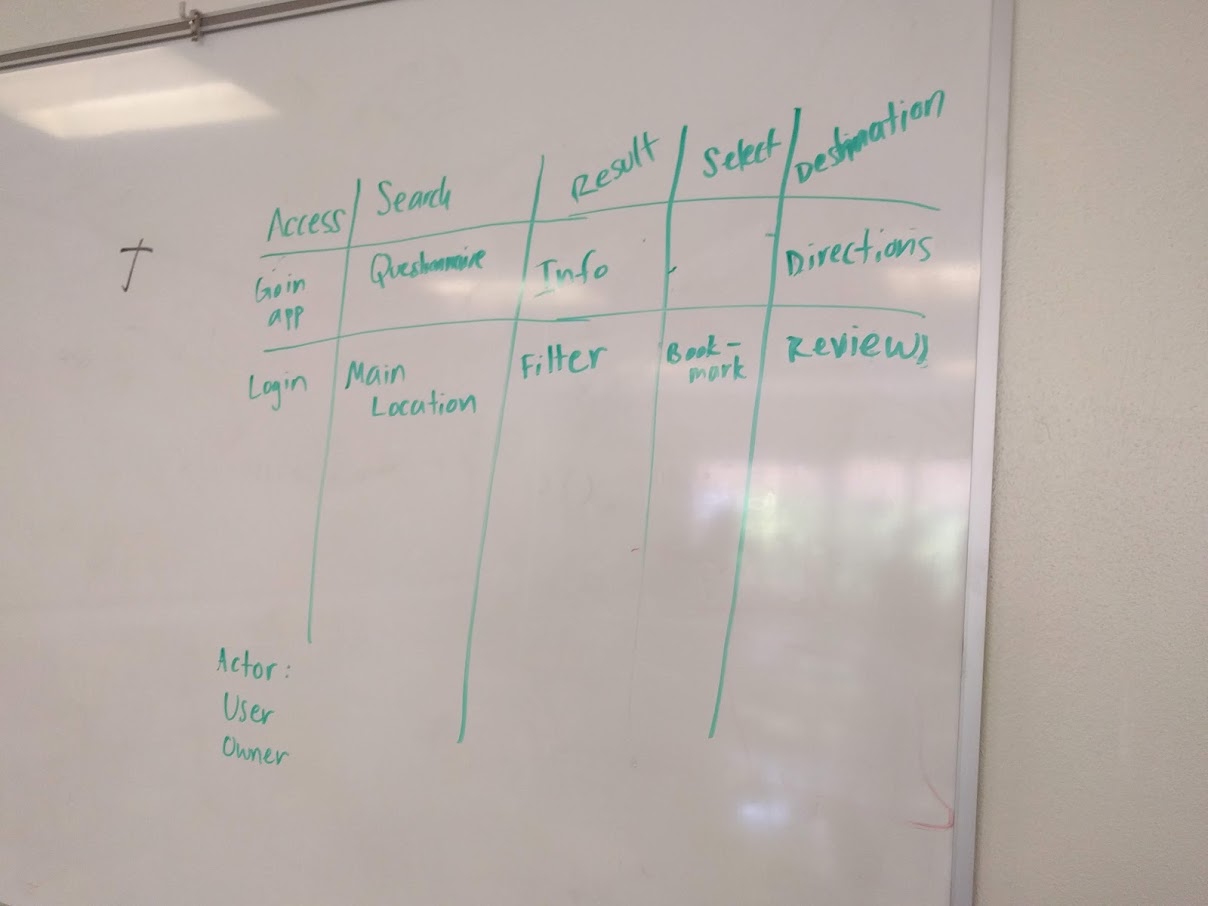 Access Search Result Select Destination
Go in Questionnaire Info Directions
app
Login Main Filter Book- Reviews
Location mark
Actor:
User
Owner